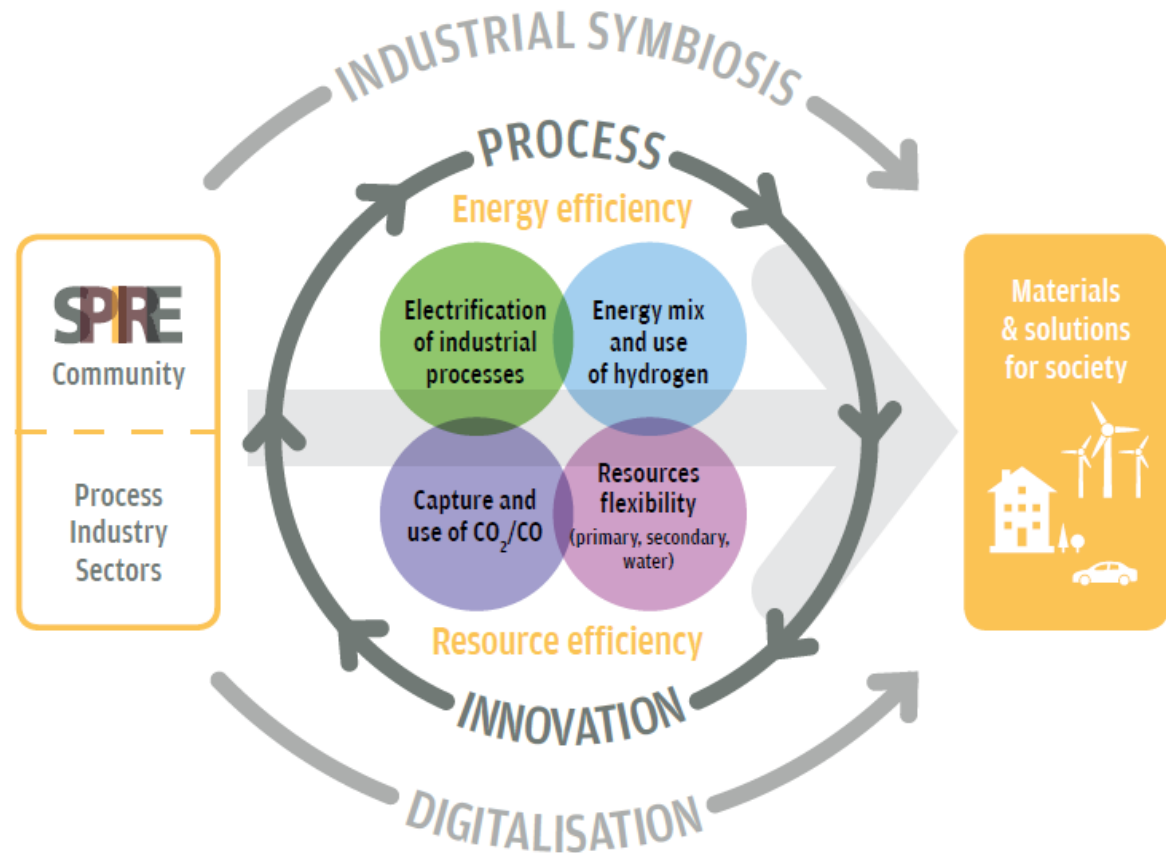 INDUSTRIAL SYMBIOSIS
PROCESS
Energy efficiency
SPIRE
Community
Process
Industry
Sectors
Electrification
of industrial
processes
Energy mix
and use
of hydrogen
Capture and
use of CO₂/CO
Resources
flexibility
(primary, secondary,
water)
Resource efficiency
INNOVATION
DIGITALISATION
Materials
& solutions
for society